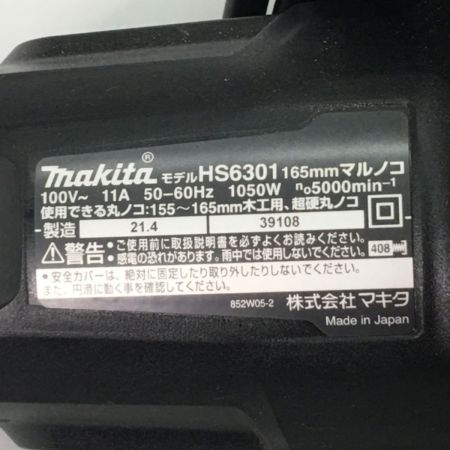 makita® モデル HS6301 165mm マルノコ
100V~ 11A 50-60Hz 1050W n₀5000min⁻¹
使用できる丸ノコ:155～165mm木工用、超硬丸ノコ
製造 21.4 39108
⚠警告 ・ご使用前に取扱説明書を必ずよくお読みください。
・感電の恐れがあります。雨中では使用しないでください。 408
・安全カバーは、絶対に固定したり取り外したりしないでください。
また、円滑に動く事を確認してください。
852W05-2 株式会社 マキタ
Made in Japan